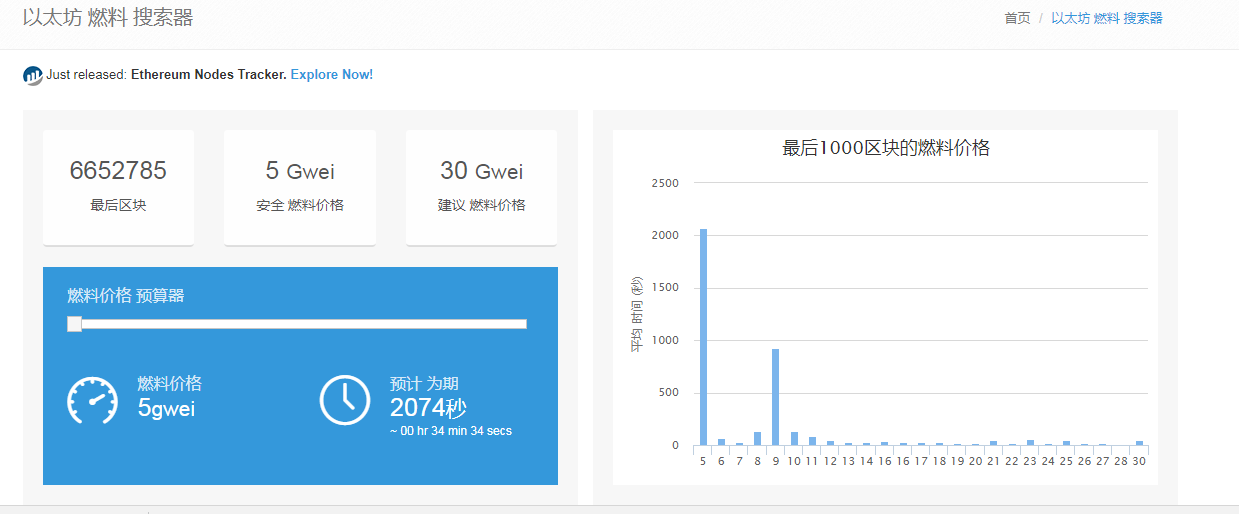 以太坊 燃料 搜索器
首页 / 以太坊 燃料 搜索器
Just released: Ethereum Nodes Tracker. Explore Now!
6652785
最后区块
5 Gwei
安全 燃料价格
30 Gwei
建议 燃料价格
燃料价格 预算器
燃料价格
5gwei
预计 为期
2074秒
~ 00 hr 34 min 34 secs
最后1000区块的燃料价格
平均 时间 (秒)
2500
2000
1500
1000
500
0
5 6 7 8 9 10 11 12 13 14 16 16 17 18 19 20 21 22 23 24 25 26 27 28 30